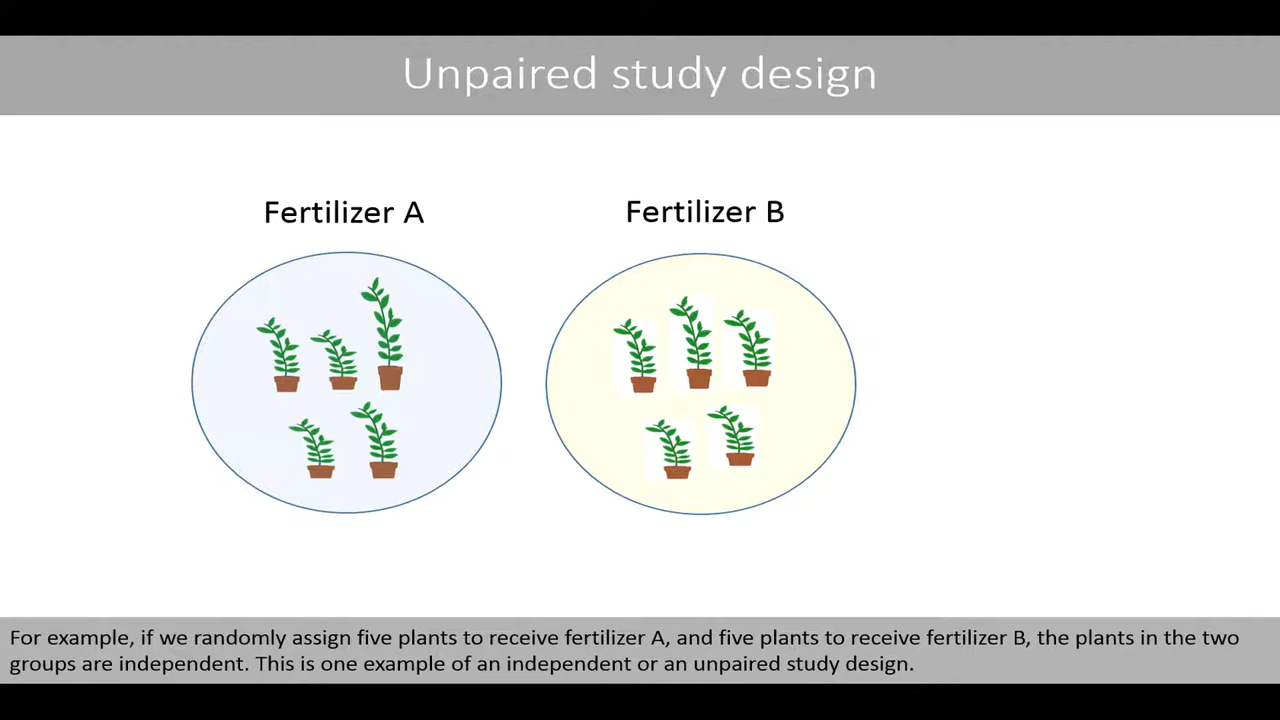 Unpaired study design
Fertilizer A
Fertilizer B
For example, if we randomly assign five plants to receive fertilizer A, and five plants to receive fertilizer B, the plants in the two
groups are independent. This is one example of an independent or an unpaired study design.